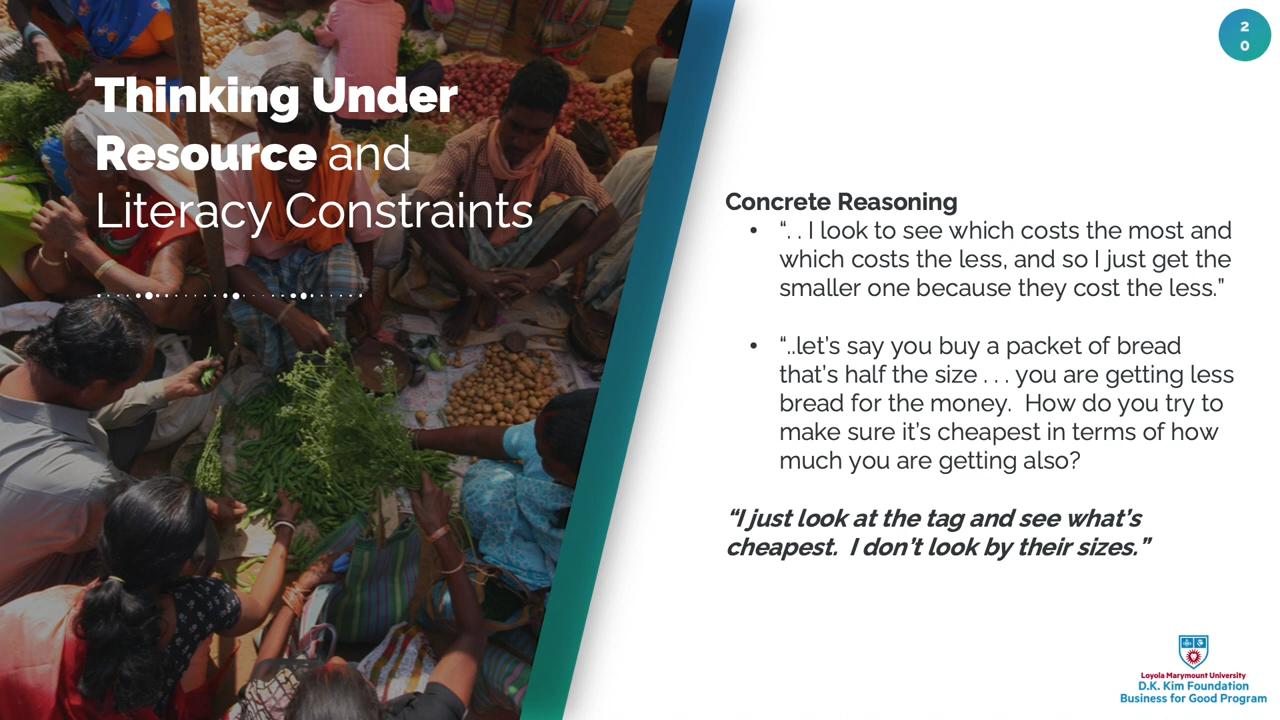 Thinking Under
Resource and
Literacy Constraints
2
0
Concrete Reasoning
• “. . I look to see which costs the most and
which costs the less, and so I just get the
smaller one because they cost the less.”
• “..let’s say you buy a packet of bread
that’s half the size . . . you are getting less
bread for the money.  How do you try to
make sure it’s cheapest in terms of how
much you are getting also?
“I just look at the tag and see what’s
cheapest.  I don’t look by their sizes.”
Loyola Marymount University
D.K. Kim Foundation
Business for Good Program